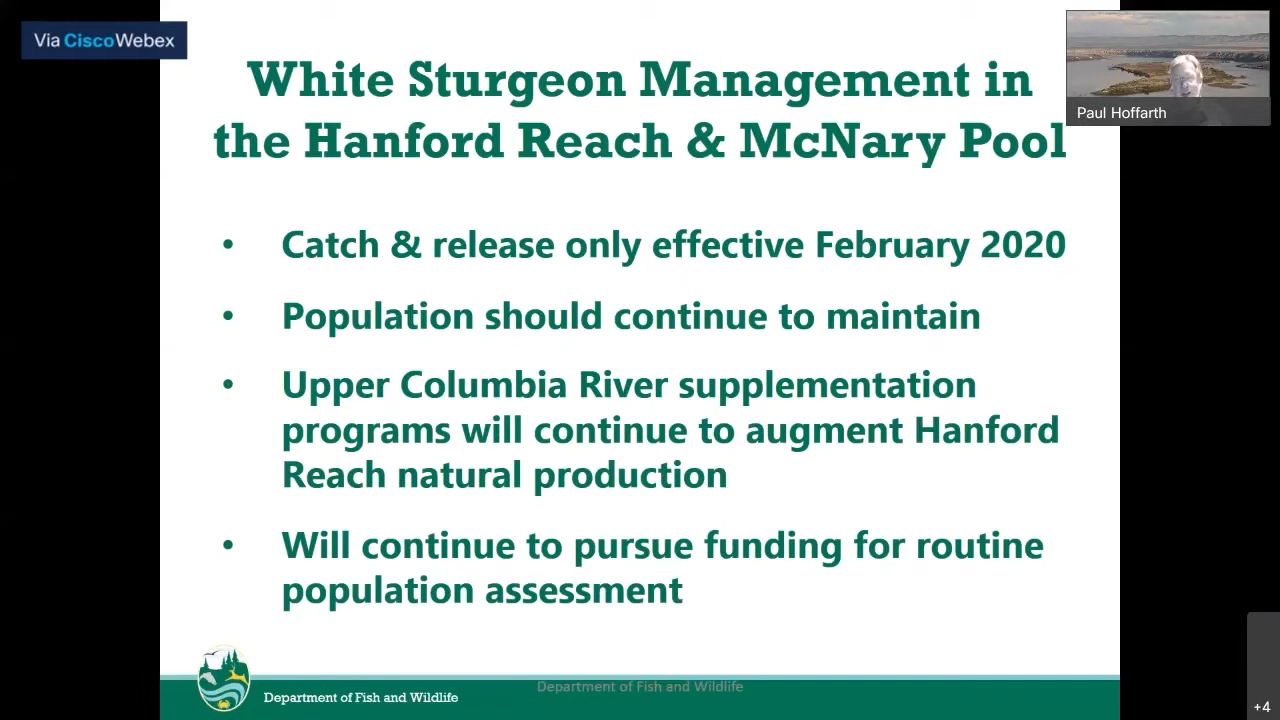 Via CiscoWebex
White Sturgeon Management in
the Hanford Reach & McNary Pool
Paul Hoffarth
• Catch & release only effective February 2020
• Population should continue to maintain
• Upper Columbia River supplementation
programs will continue to augment Hanford
Reach natural production
• Will continue to pursue funding for routine
population assessment
Department of Fish and Wildlife
Department of Fish and Wildlife
+4